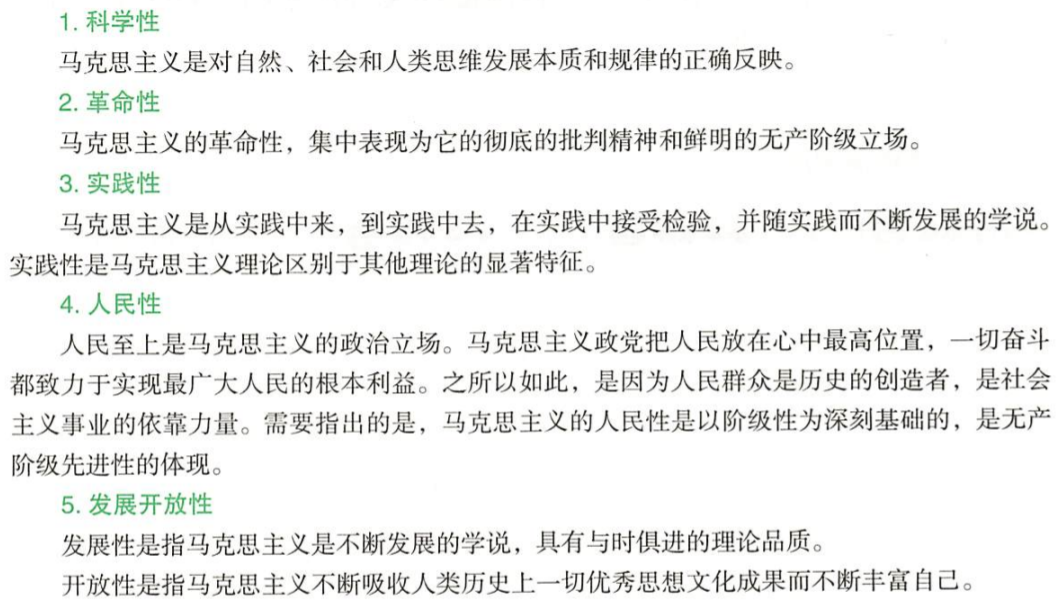 1. 科学性
马克思主义是对自然、社会和人类思维发展本质和规律的正确反映。
2. 革命性
马克思主义的革命性，集中表现为它的彻底的批判精神和鲜明的无产阶级立场。
3. 实践性
马克思主义是从实践中来，到实践中去，在实践中接受检验，并随实践而不断发展的学说。
实践性是马克思主义理论区别于其他理论的显著特征。
4. 人民性
人民至上是马克思主义的政治立场。马克思主义政党把人民放在心中最高位置，一切奋斗
都致力于实现最广大人民的根本利益。之所以如此，是因为人民群众是历史的创造者，是社会
主义事业的依靠力量。需要指出的是，马克思主义的人民性是以阶级性为深刻基础的，是无产
阶级先进性的体现。
5. 发展开放性
发展性是指马克思主义是不断发展的学说，具有与时俱进的理论品质。
开放性是指马克思主义不断吸收人类历史上一切优秀思想文化成果而不断丰富自己。